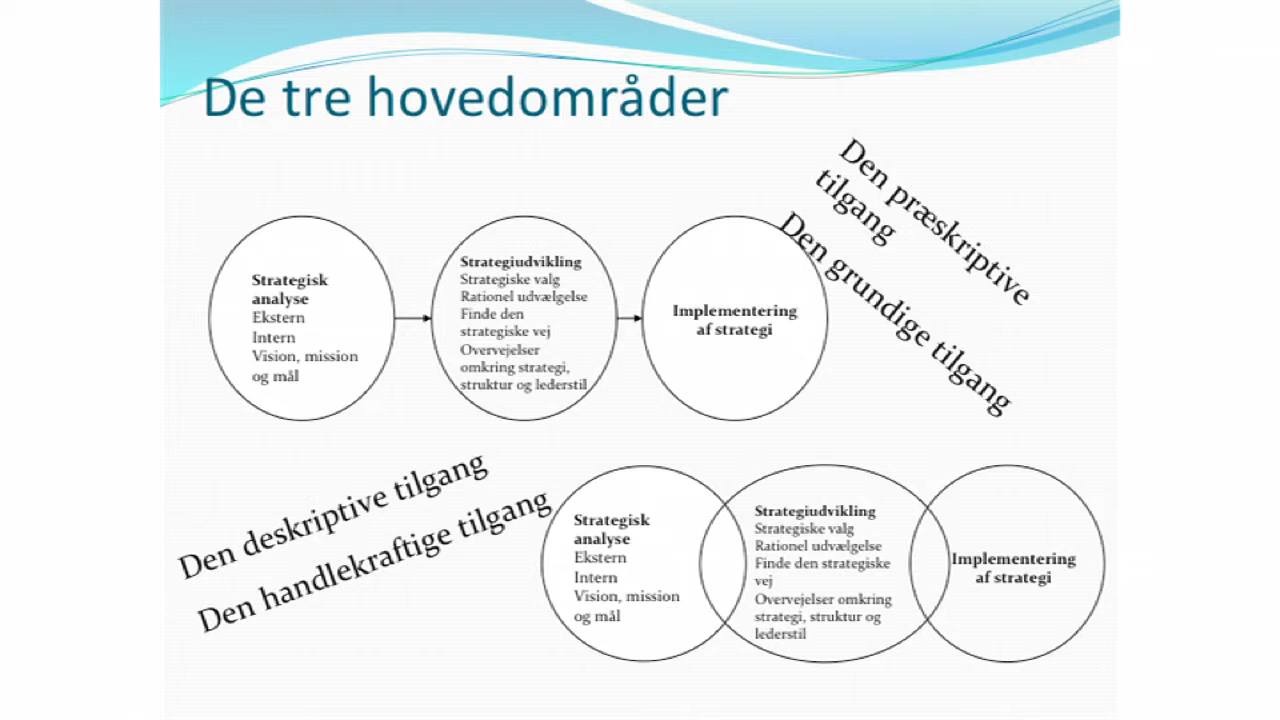 De tre hovedområder
Den præskriptive
tilgang
Den grundige tilgang
Strategisk
analyse
Ekstern
Intern
Vision, mission
og mål
Strategiudvikling
Strategiske valg
Rationel udvælgelse
Finde den
strategiske vej
Overvejelser
omkring strategi,
struktur og lederstil
Implementering
af strategi
Den deskriptive tilgang
Den handlekraftige tilgang
Strategisk
analyse
Ekstern
Intern
Vision, mission
og mål
Strategiudvikling
Strategiske valg
Rationel udvælgelse
Finde den strategiske
vej
Overvejelser omkring
strategi, struktur og
lederstil
Implementering
af strategi